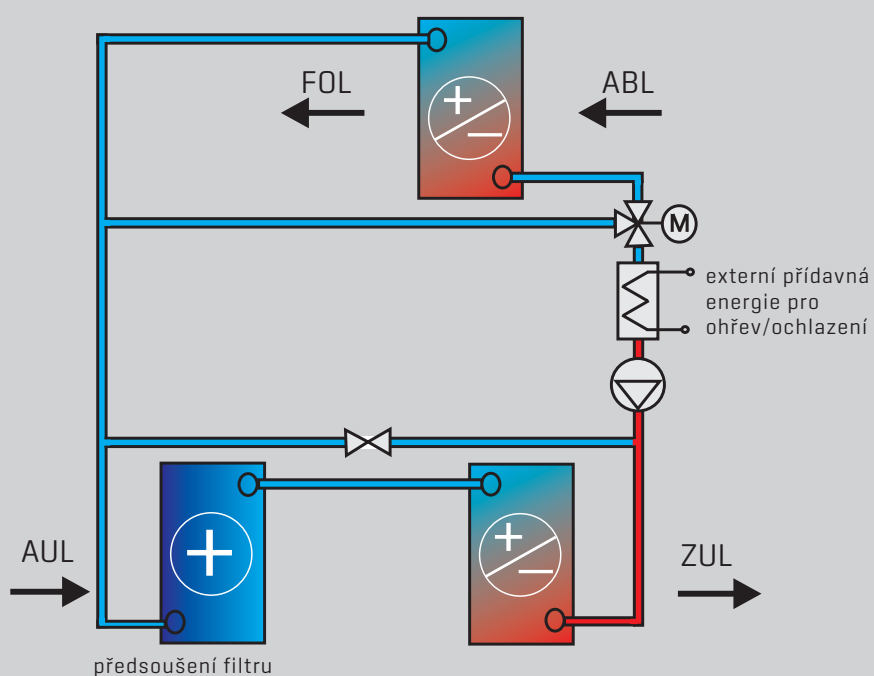 FOL
ABL
M
externí přídavná
energie pro
ohřev/ochlazení
AUL
ZUL
předsoušení filtru